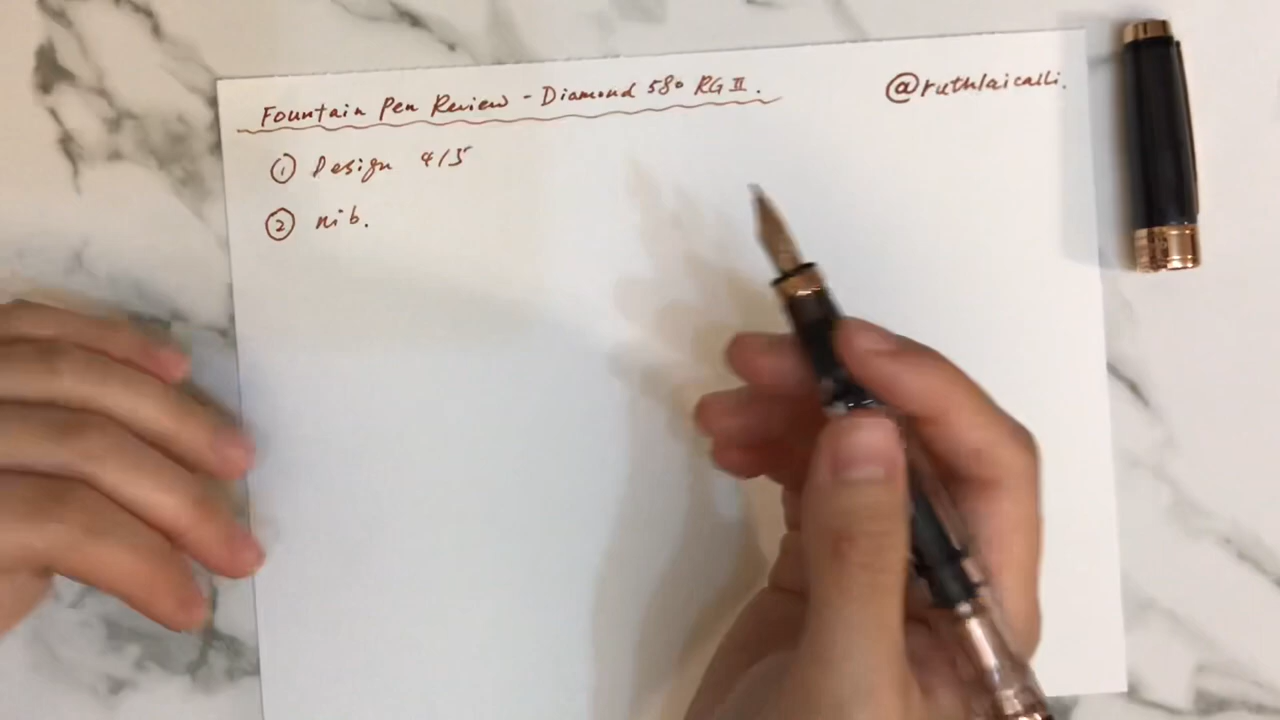 Fountain Pen Review - Diamond 580 RG II.
@ruthlaicalli.
① Design 4/5
② nib.